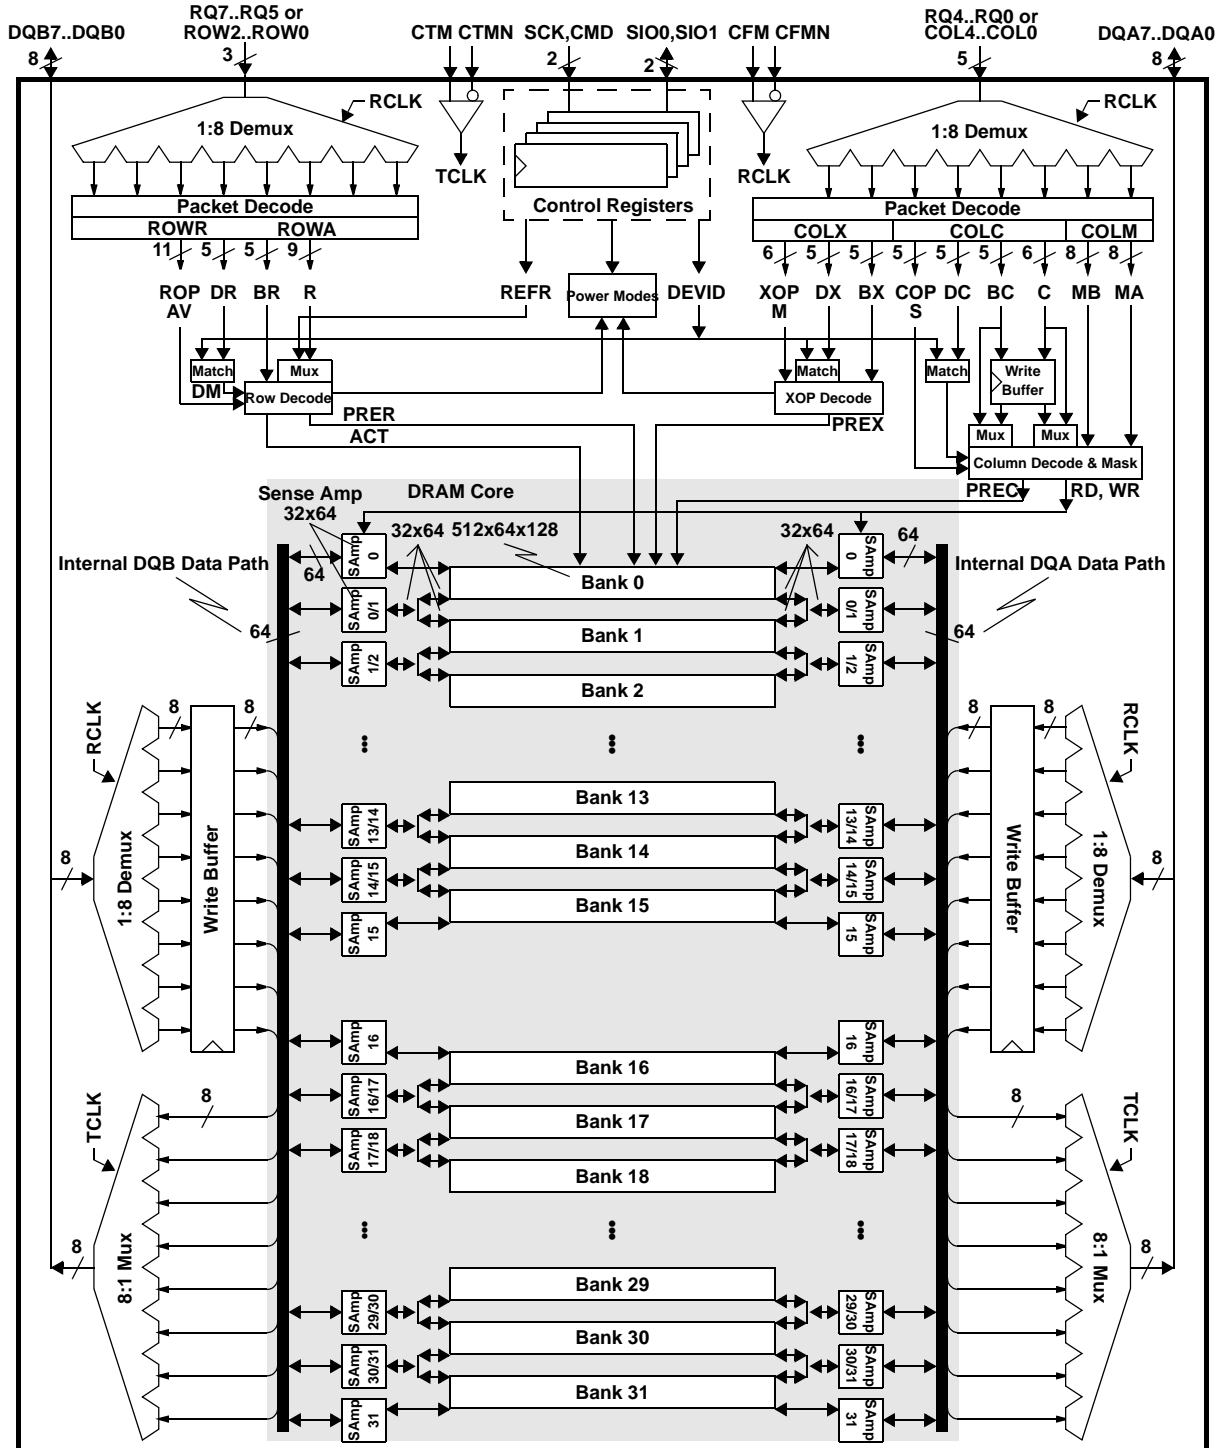 RQ7..RQ5 or
ROW2..ROW0
RQ4..RQ0 or
COL4..COL0
DQB7..DQB0
CTM CTMN
SCK,CMD
SIO0,SIO1
CFM CFMN
DQA7..DQA0
8
3
2
2
5
8
RCLK
RCLK
1:8 Demux
1:8 Demux
TCLK
RCLK
Control Registers
Packet Decode
Packet Decode
ROWR
ROWA
COLX
COLC
COLM
11
5
5
9
6
5
5
5
5
5
6
8
8
ROP
AV
DR
BR
R
REFR
Power Modes
DEVID
XOP
M
DX
BX
COP
S
DC
BC
C
MB
MA
Match
Mux
Match
Match
Write
Buffer
DM
Row Decode
XOP Decode
PRER
ACT
PREX
Mux
Mux
Column Decode & Mask
PREC
RD, WR
Sense Amp
32x64
DRAM Core
32x64
512x64x128
32x64
64
64
Internal DQB Data Path
Internal DQA Data Path
64
64
SAmp
0
Bank 0
SAmp
0
SAmp
0/1
SAmp
0/1
Bank 1
SAmp
1/2
SAmp
1/2
Bank 2
•••
•••
•••
Bank 13
SAmp
13/14
SAmp
13/14
Bank 14
SAmp
14/15
SAmp
14/15
Bank 15
SAmp
15
SAmp
15
RCLK
8
8
8
8
RCLK
8
1:8 Demux
Write Buffer
Write Buffer
1:8 Demux
8
SAmp
16
SAmp
16
Bank 16
SAmp
16/17
SAmp
16/17
Bank 17
SAmp
17/18
SAmp
17/18
Bank 18
•••
•••
•••
Bank 29
SAmp
29/30
SAmp
29/30
Bank 30
SAmp
30/31
SAmp
30/31
Bank 31
SAmp
31
SAmp
31
TCLK
8
8
TCLK
8
8:1 Mux
8:1 Mux
8